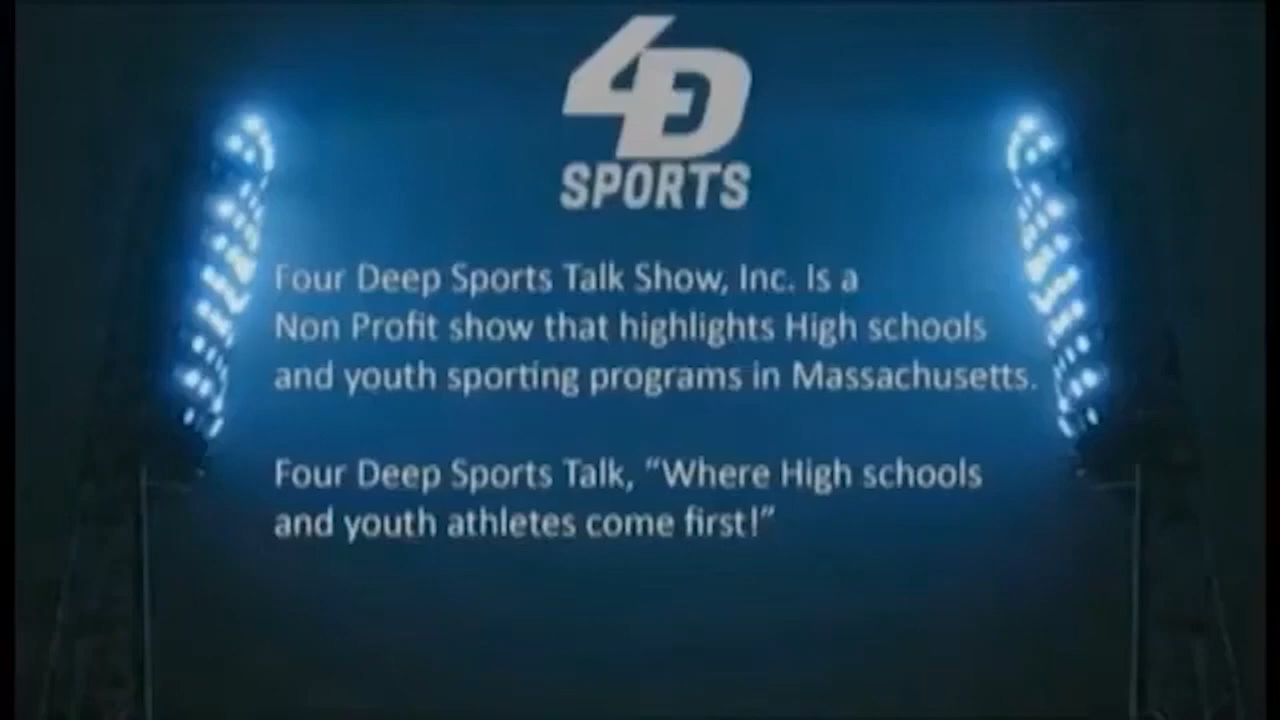 4D
SPORTS
Four Deep Sports Talk Show, Inc. Is a
Non Profit show that highlights High schools
and youth sporting programs in Massachusetts.
Four Deep Sports Talk, “Where High schools
and youth athletes come first!”